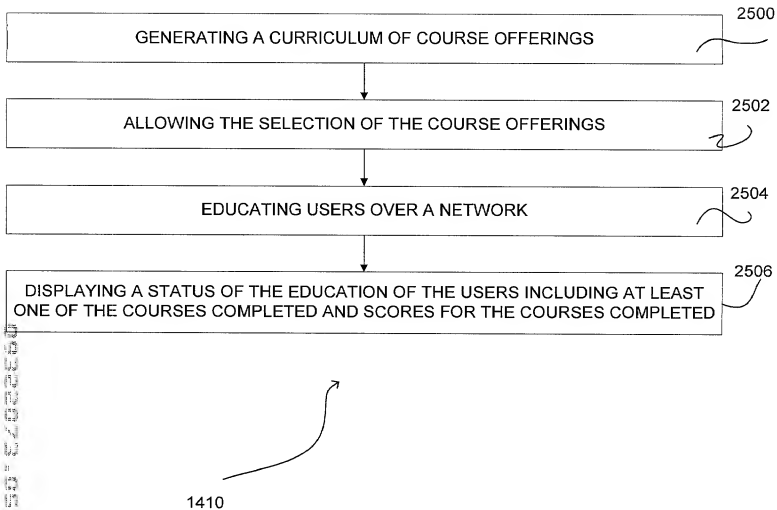 2500
GENERATING A CURRICULUM OF COURSE OFFERINGS
2502
ALLOWING THE SELECTION OF THE COURSE OFFERINGS
2504
EDUCATING USERS OVER A NETWORK
2506
DISPLAYING A STATUS OF THE EDUCATION OF THE USERS INCLUDING AT LEAST
ONE OF THE COURSES COMPLETED AND SCORES FOR THE COURSES COMPLETED
1410